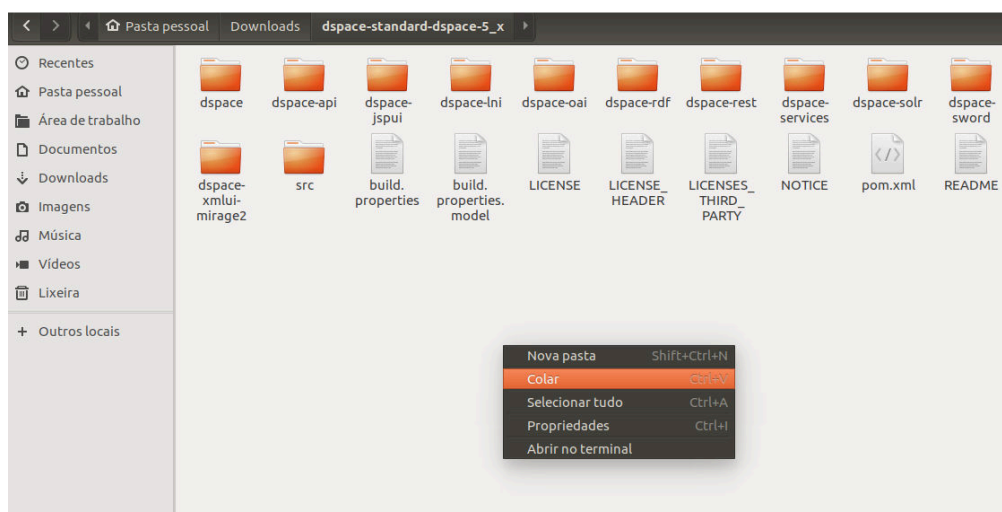 Pasta pessoal Downloads dspace-standard-dspace-5_x
Recentes
Pasta pessoal
Área de trabalho
Documentos
Downloads
Imagens
Música
Vídeos
Lixeira
+ Outros locais
dspace
dspace-api
dspace-
jspui
dspace-lni
dspace-oai
dspace-rdf
dspace-rest
dspace-
services
dspace-solr
dspace-
sword
dspace-
xmlui-
mirage2
src
build.
properties
build.
properties.
model
LICENSE
LICENSE_
HEADER
LICENSES_
THIRD_
PARTY
NOTICE
pom.xml
README
Nova pasta Shift+Ctrl+N
Colar Ctrl+V
Selecionar tudo Ctrl+A
Propriedades Ctrl+I
Abrir no terminal